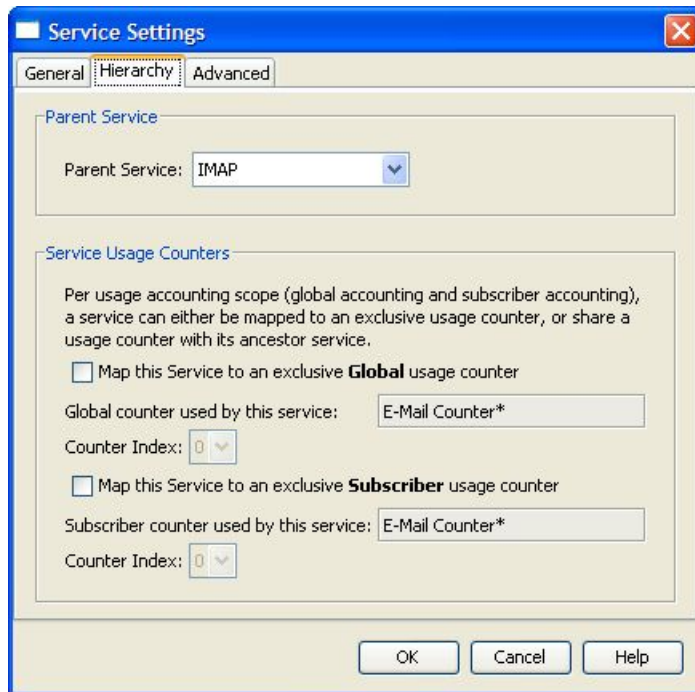 Service Settings
General Hierarchy Advanced
Parent Service
Parent Service: IMAP
Service Usage Counters
Per usage accounting scope (global accounting and subscriber accounting),
a service can either be mapped to an exclusive usage counter, or share a
usage counter with its ancestor service.
Map this Service to an exclusive Global usage counter
Global counter used by this service: E-Mail Counter*
Counter Index: 0
Map this Service to an exclusive Subscriber usage counter
Subscriber counter used by this service: E-Mail Counter*
Counter Index: 0
OK Cancel Help